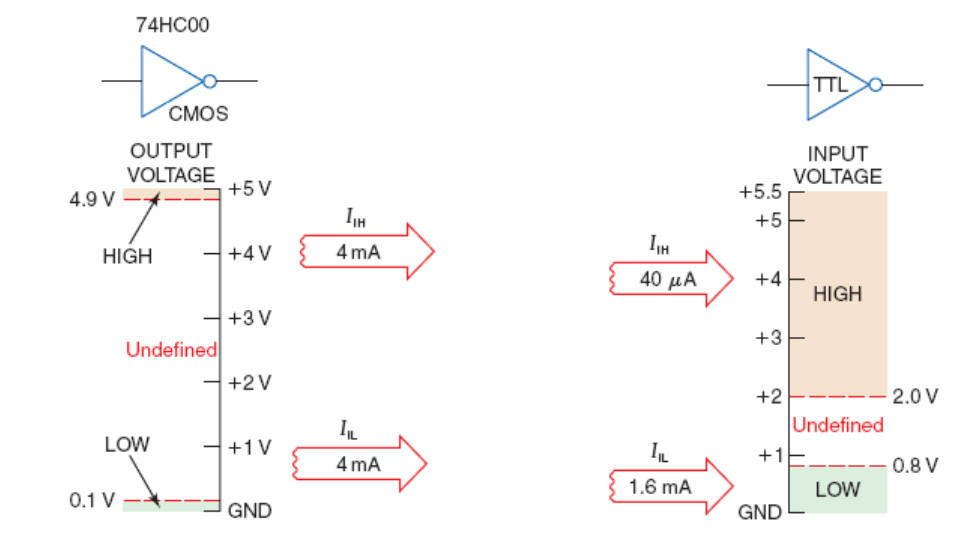 74HC00
CMOS
OUTPUT
VOLTAGE
4.9 V
+5 V
HIGH
+4 V
+3 V
Undefined
+2 V
LOW
+1 V
0.1 V
GND
I_IH
4 mA
I_IL
4 mA
I_IH
40 μA
I_IL
1.6 mA
TTL
INPUT
VOLTAGE
+5.5
+5
+4
HIGH
+3
+2
2.0 V
Undefined
+1
0.8 V
LOW
GND